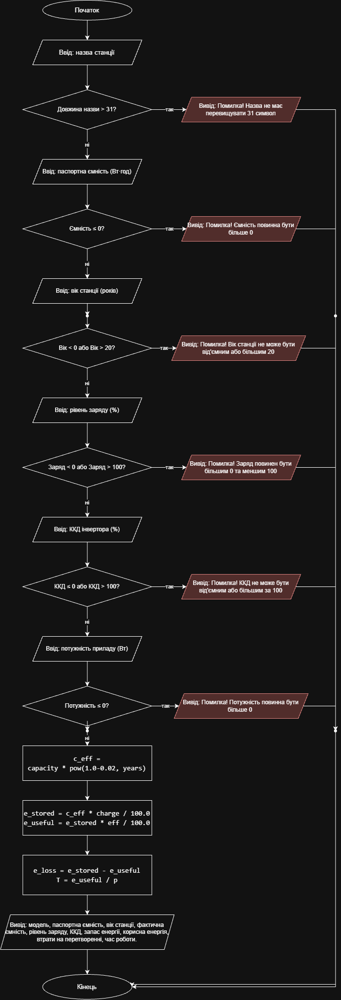 Початок
Ввід: назва станції
Довжина назви > 31?
так
Вивід: Помилка! Назва не має
перевищувати 31 символ
ні
Ввід: паспортна ємність (Вт·год)
Ємність ≤ 0?
так
Вивід: Помилка! Ємність повинна бути
більше 0
ні
Ввід: вік станції (років)
Вік < 0 або Вік > 20?
так
Вивід: Помилка! Вік станції не може бути
від'ємним або більшим 20
ні
Ввід: рівень заряду (%)
Заряд < 0 або Заряд > 100?
так
Вивід: Помилка! Заряд повинен бути
більшим 0 та меншим 100
ні
Ввід: ККД інвертора (%)
ККД ≤ 0 або ККД > 100?
так
Вивід: Помилка! ККД не може бути
від'ємним або більшим за 100
ні
Ввід: потужність приладу (Вт)
Потужність ≤ 0?
так
Вивід: Помилка! Потужність повинна бути
більше 0
ні
c_eff =
capacity * pow(1.0-0.02, years)
e_stored = c_eff * charge / 100.0
e_useful = e_stored * eff / 100.0
e_loss = e_stored - e_useful
T = e_useful / p
Вивід: модель, паспортна ємність, вік станції, фактична
ємність, рівень заряду, ККД, запас енергії, корисна енергія,
втрати на перетворенні, час роботи.
Кінець